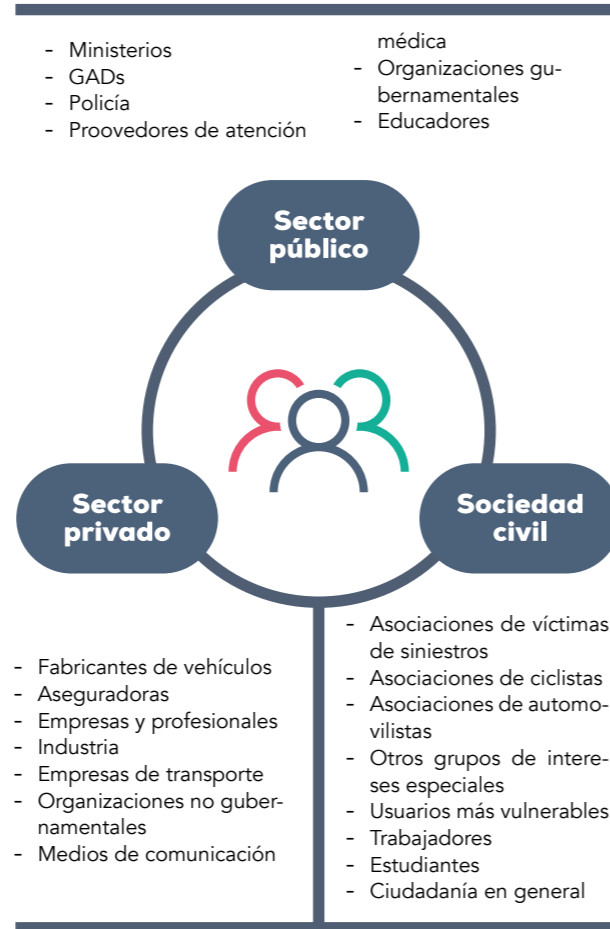 - Ministerios
- GADs
- Policía
- Proovedores de atención
médica
- Organizaciones gu-
bernamentales
- Educadores
Sector
público
Sector
privado
Sociedad
civil
- Fabricantes de vehículos
- Aseguradoras
- Empresas y profesionales
- Industria
- Empresas de transporte
- Organizaciones no guber-
namentales
- Medios de comunicación
- Asociaciones de víctimas
de siniestros
- Asociaciones de ciclistas
- Asociaciones de automo-
vilistas
- Otros grupos de intere-
ses especiales
- Usuarios más vulnerables
- Trabajadores
- Estudiantes
- Ciudadanía en general